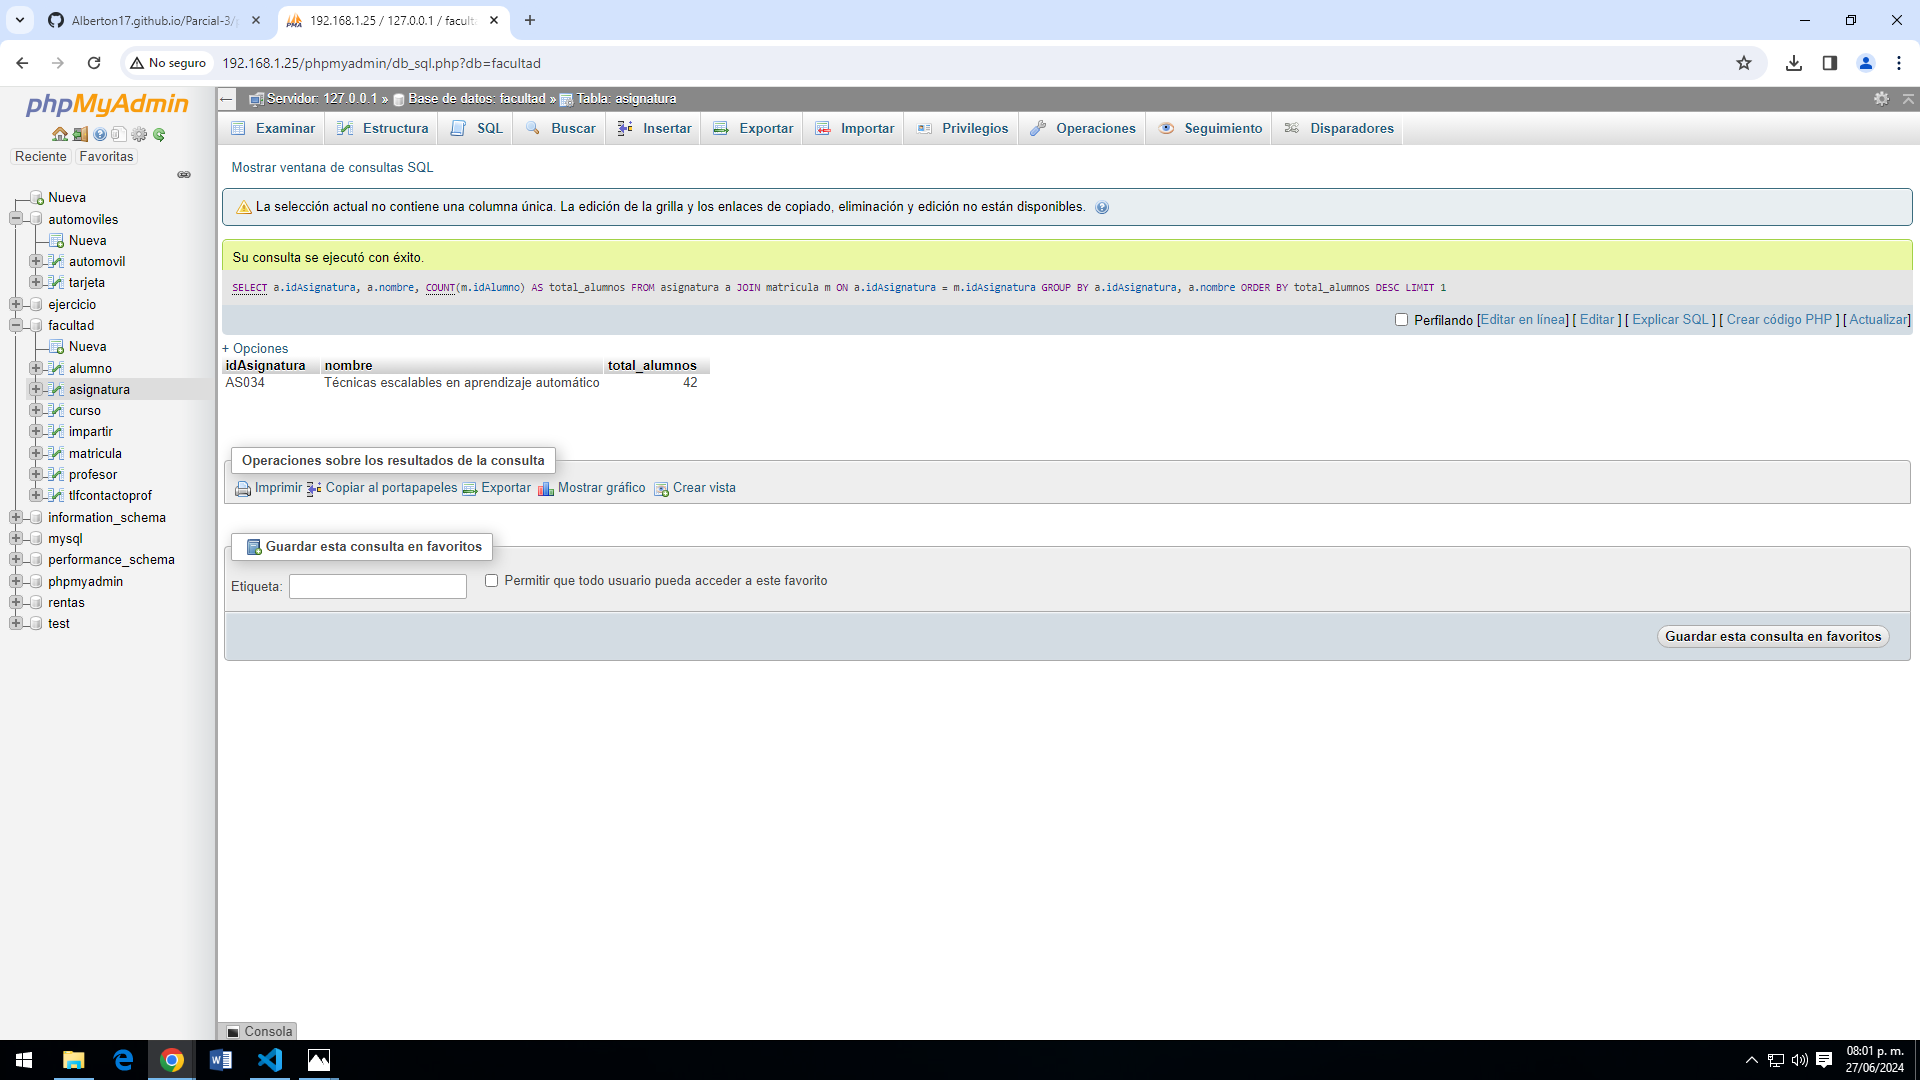 Alberton17.github.io/Parcial-3/
192.168.1.25 / 127.0.0.1 / faculta
No seguro
192.168.1.25/phpmyadmin/db_sql.php?db=facultad
phpMyAdmin
Reciente
Favoritas
Nueva
automoviles
Nueva
automovil
tarjeta
ejercicio
facultad
Nueva
alumno
asignatura
curso
impartir
matricula
profesor
tlfcontactoprof
information_schema
mysql
performance_schema
phpmyadmin
rentas
test
Servidor: 127.0.0.1 » Base de datos: facultad » Tabla: asignatura
Examinar Estructura SQL Buscar Insertar Exportar Importar Privilegios Operaciones Seguimiento Disparadores
Mostrar ventana de consultas SQL
La selección actual no contiene una columna única. La edición de la grilla y los enlaces de copiado, eliminación y edición no están disponibles.
Su consulta se ejecutó con éxito.
SELECT a.idAsignatura, a.nombre, COUNT(m.idAlumno) AS total_alumnos FROM asignatura a JOIN matricula m ON a.idAsignatura = m.idAsignatura GROUP BY a.idAsignatura, a.nombre ORDER BY total_alumnos DESC LIMIT 1
Perfilando [Editar en línea] [ Editar ] [ Explicar SQL ] [ Crear código PHP ] [ Actualizar]
+ Opciones
idAsignatura nombre total_alumnos
AS034 Técnicas escalables en aprendizaje automático 42
Operaciones sobre los resultados de la consulta
Imprimir Copiar al portapapeles Exportar Mostrar gráfico Crear vista
Guardar esta consulta en favoritos
Etiqueta: Permitir que todo usuario pueda acceder a este favorito
Guardar esta consulta en favoritos
Consola
08:01 p. m.
27/06/2024